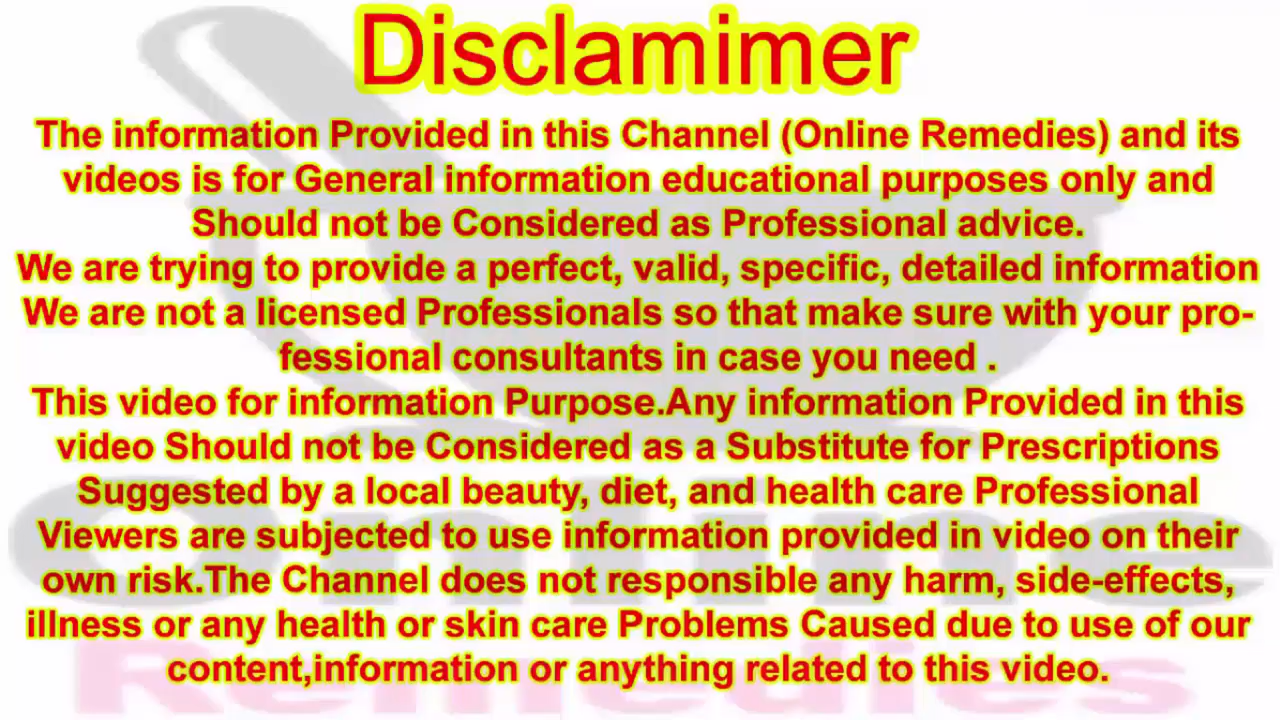 Disclamimer
The information Provided in this Channel (Online Remedies) and its
videos is for General information educational purposes only and
Should not be Considered as Professional advice.
We are trying to provide a perfect, valid, specific, detailed information
We are not a licensed Professionals so that make sure with your pro-
fessional consultants in case you need .
This video for information Purpose.Any information Provided in this
video Should not be Considered as a Substitute for Prescriptions
Suggested by a local beauty, diet, and health care Professional
Viewers are subjected to use information provided in video on their
own risk.The Channel does not responsible any harm, side-effects,
illness or any health or skin care Problems Caused due to use of our
content,information or anything related to this video.
Online
Remedies